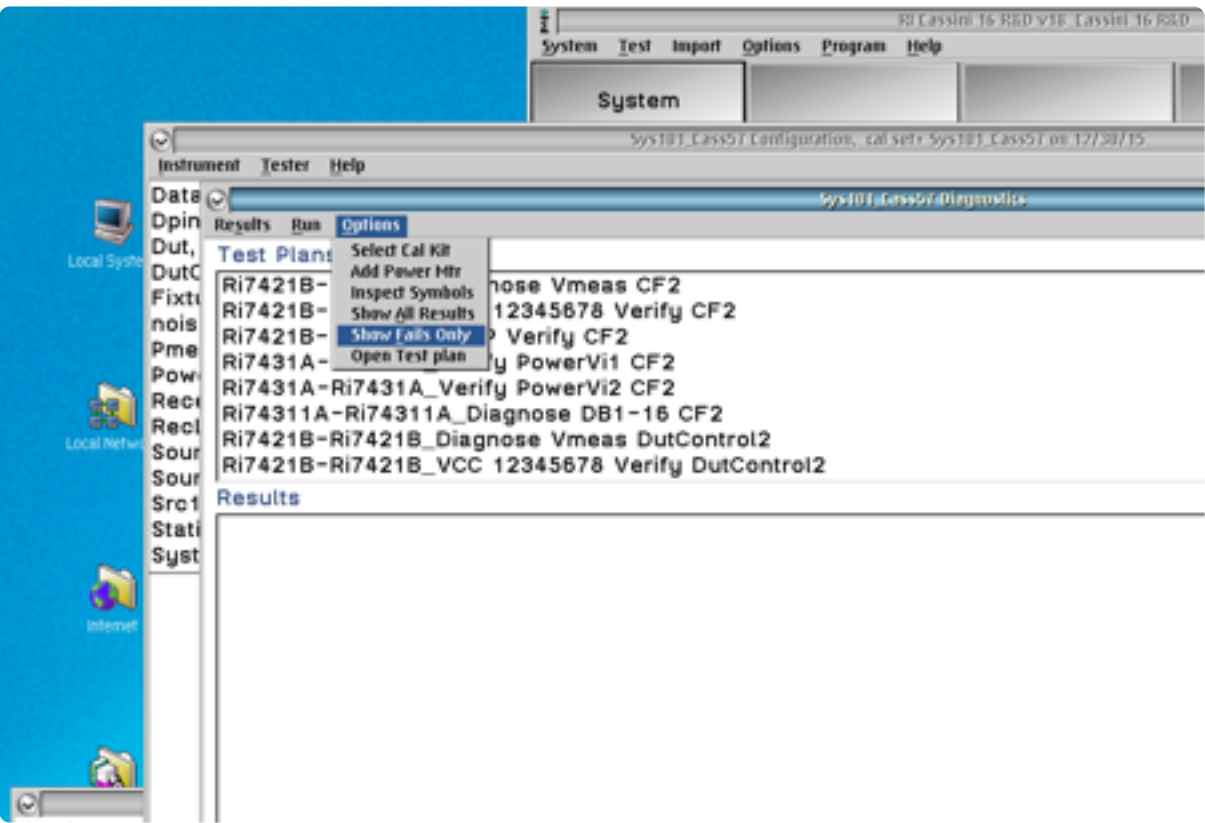 RI Cassini 16 R&D v18 Cassini 16 R&D
System Test Import Options Program Help
System
Sys101_Cass57 Configuration, cal set: Sys101_Cass57 on 12/30/15
Instrument Tester Help
Data
Dpin
Dut,
DutC
Fixtu
nois
Pme
Pow
Rece
Recl
Sour
Sour
Src1
Stati
Syst
Sys101_Cass57 Diagnostics
Results Run Options
Select Cal Kit
Add Power Mtr
Inspect Symbols
Show All Results
Show Fails Only
Open Test plan
Test Plans
Ri7421B- nose Vmeas CF2
Ri7421B- 12345678 Verify CF2
Ri7421B- Verify CF2
Ri7431A- y PowerVi1 CF2
Ri7431A-Ri7431A_Verify PowerVi2 CF2
Ri74311A-Ri74311A_Diagnose DB1-16 CF2
Ri7421B-Ri7421B_Diagnose Vmeas DutControl2
Ri7421B-Ri7421B_VCC 12345678 Verify DutControl2
Results
Local Syste
Local Netwo
Internet